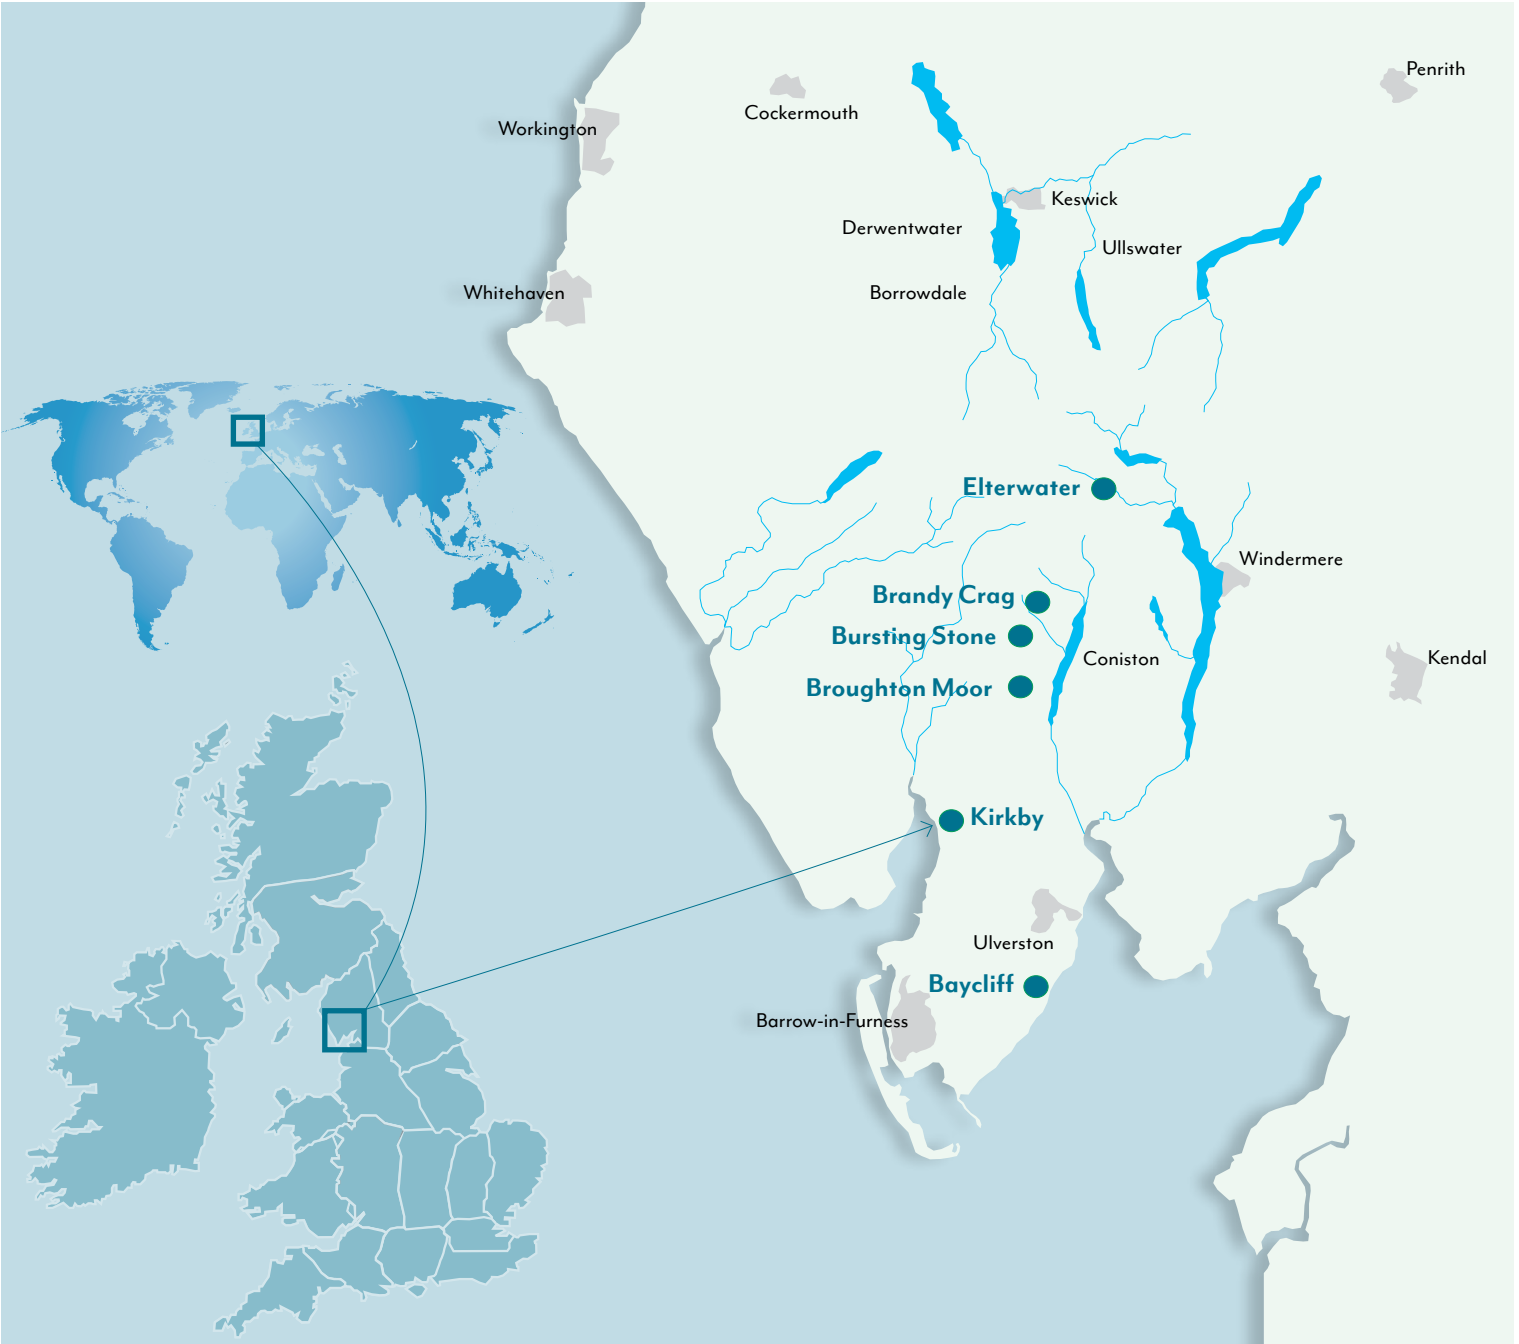 Penrith
Cockermouth
Workington
Keswick
Derwentwater
Ullswater
Borrowdale
Whitehaven
Elterwater
Windermere
Brandy Crag
Bursting Stone
Coniston
Kendal
Broughton Moor
Kirkby
Ulverston
Baycliff
Barrow-in-Furness